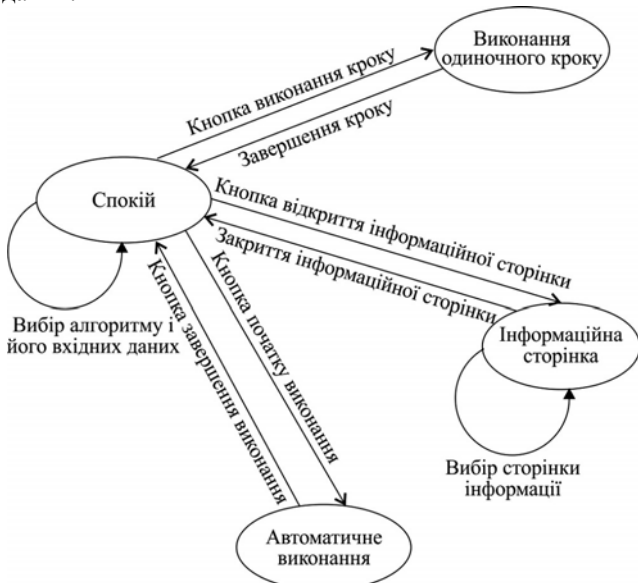 Виконання
одиночного кроку
Кнопка виконання кроку
Завершення кроку
Спокій
Кнопка відкриття інформаційної сторінки
Закриття інформаційної сторінки
Вибір алгоритму і
його вхідних даних
Кнопка завершення виконання
Кнопка початку виконання
Інформаційна
сторінка
Вибір сторінки
інформації
Автоматичне
виконання